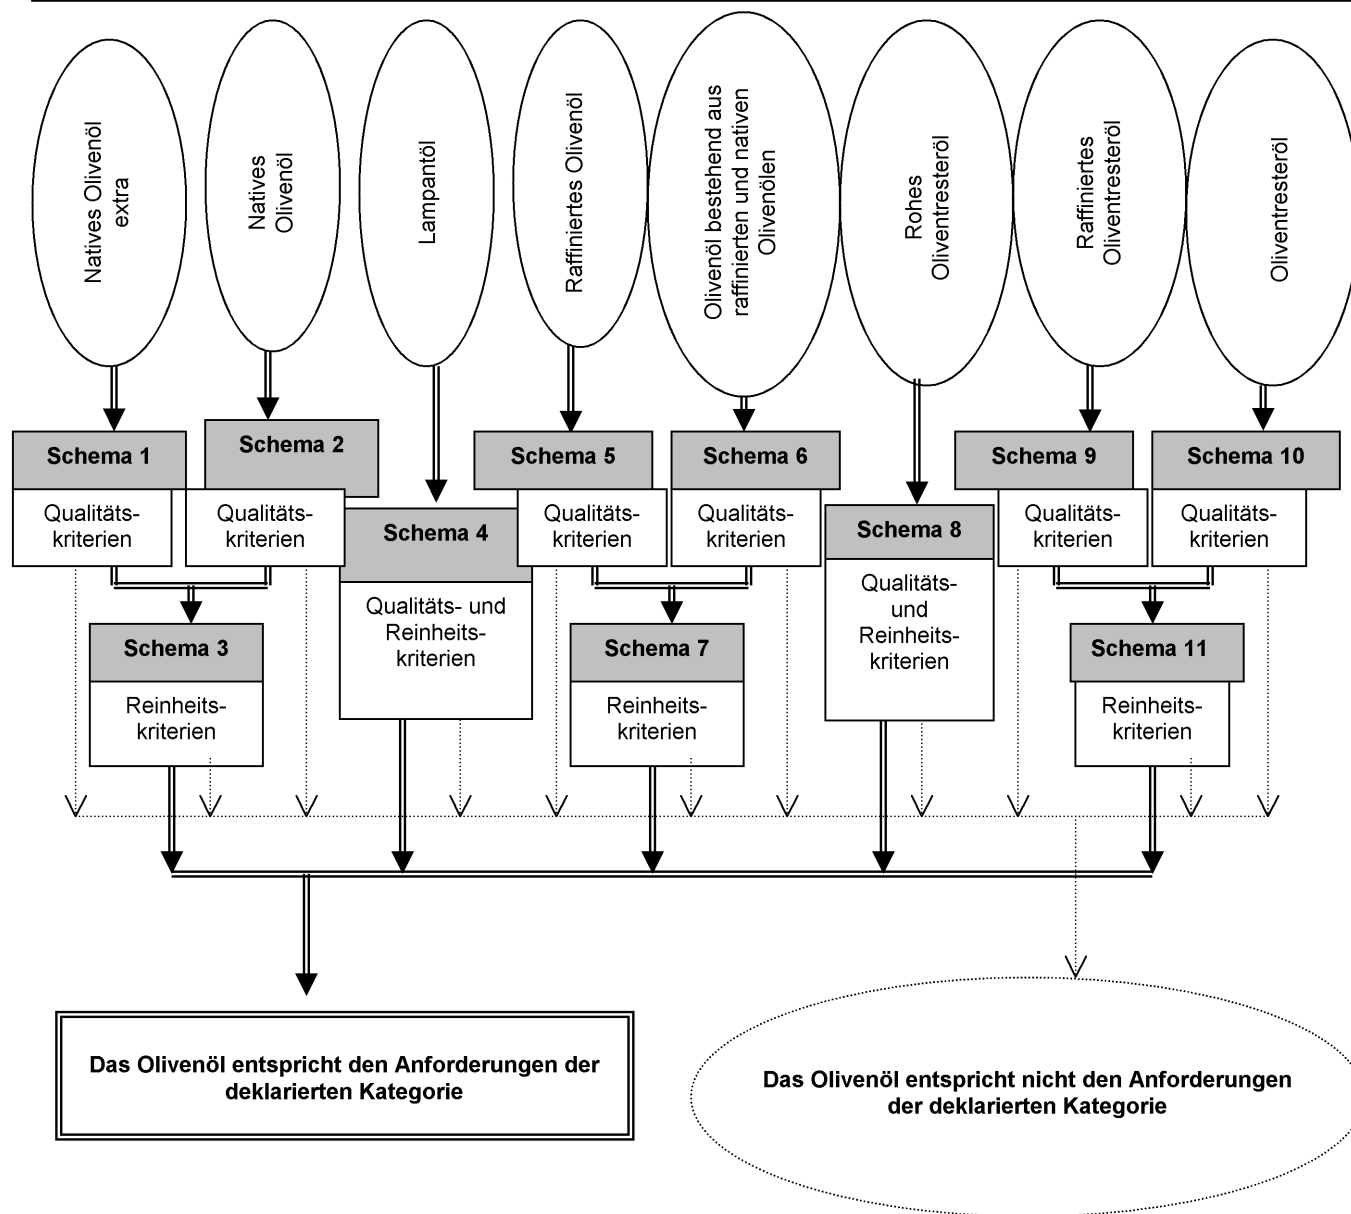 Natives Olivenöl
extra
Natives
Olivenöl
Lampantöl
Raffiniertes Olivenöl
Olivenöl bestehend aus
raffinierten und nativen
Olivenölen
Rohes
Oliventresteröl
Raffiniertes
Oliventresteröl
Oliventresteröl
Schema 1
Qualitäts-
kriterien
Schema 2
Qualitäts-
kriterien
Schema 3
Reinheits-
kriterien
Schema 4
Qualitäts- und
Reinheits-
kriterien
Schema 5
Qualitäts-
kriterien
Schema 6
Qualitäts-
kriterien
Schema 7
Reinheits-
kriterien
Schema 8
Qualitäts-
und
Reinheits-
kriterien
Schema 9
Qualitäts-
kriterien
Schema 10
Qualitäts-
kriterien
Schema 11
Reinheits-
kriterien
Das Olivenöl entspricht den Anforderungen der
deklarierten Kategorie
Das Olivenöl entspricht nicht den Anforderungen
der deklarierten Kategorie